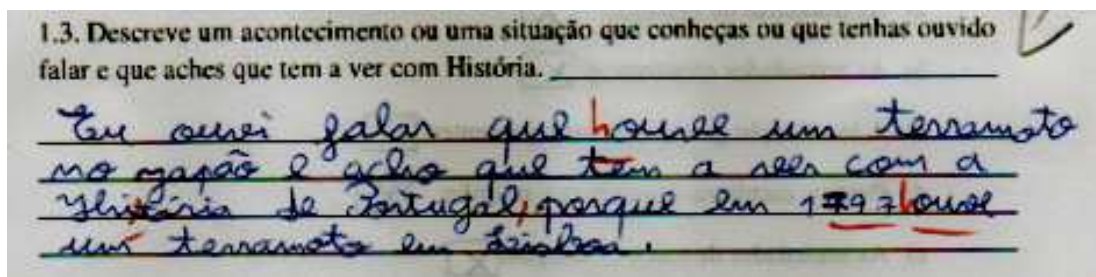 1.3. Descreve um acontecimento ou uma situação que conheças ou que tenhas ouvido
falar e que aches que tem a ver com História.
Eu ouvi falar que houve um terramoto
no Japão e acho que tem a ver com a
História de Portugal, porque em 1797 houve
um terramoto em Lisboa.